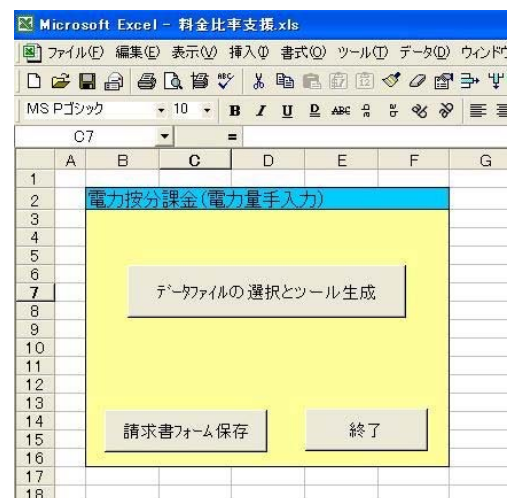 Microsoft Excel - 料金比率支援.xls
ファイル(F) 編集(E) 表示(V) 挿入(I) 書式(O) ツール(T) データ(D) ウィンドウ
MS Pゴシック 10 B I U D ABC
C7 =
A B C D E F G
1
2 電力按分課金(電力量手入力)
3
4
5
6
7 データファイルの選択とツール生成
8
9
10
11
12
13
14
15 請求書フォーム保存 終了
16
17
18